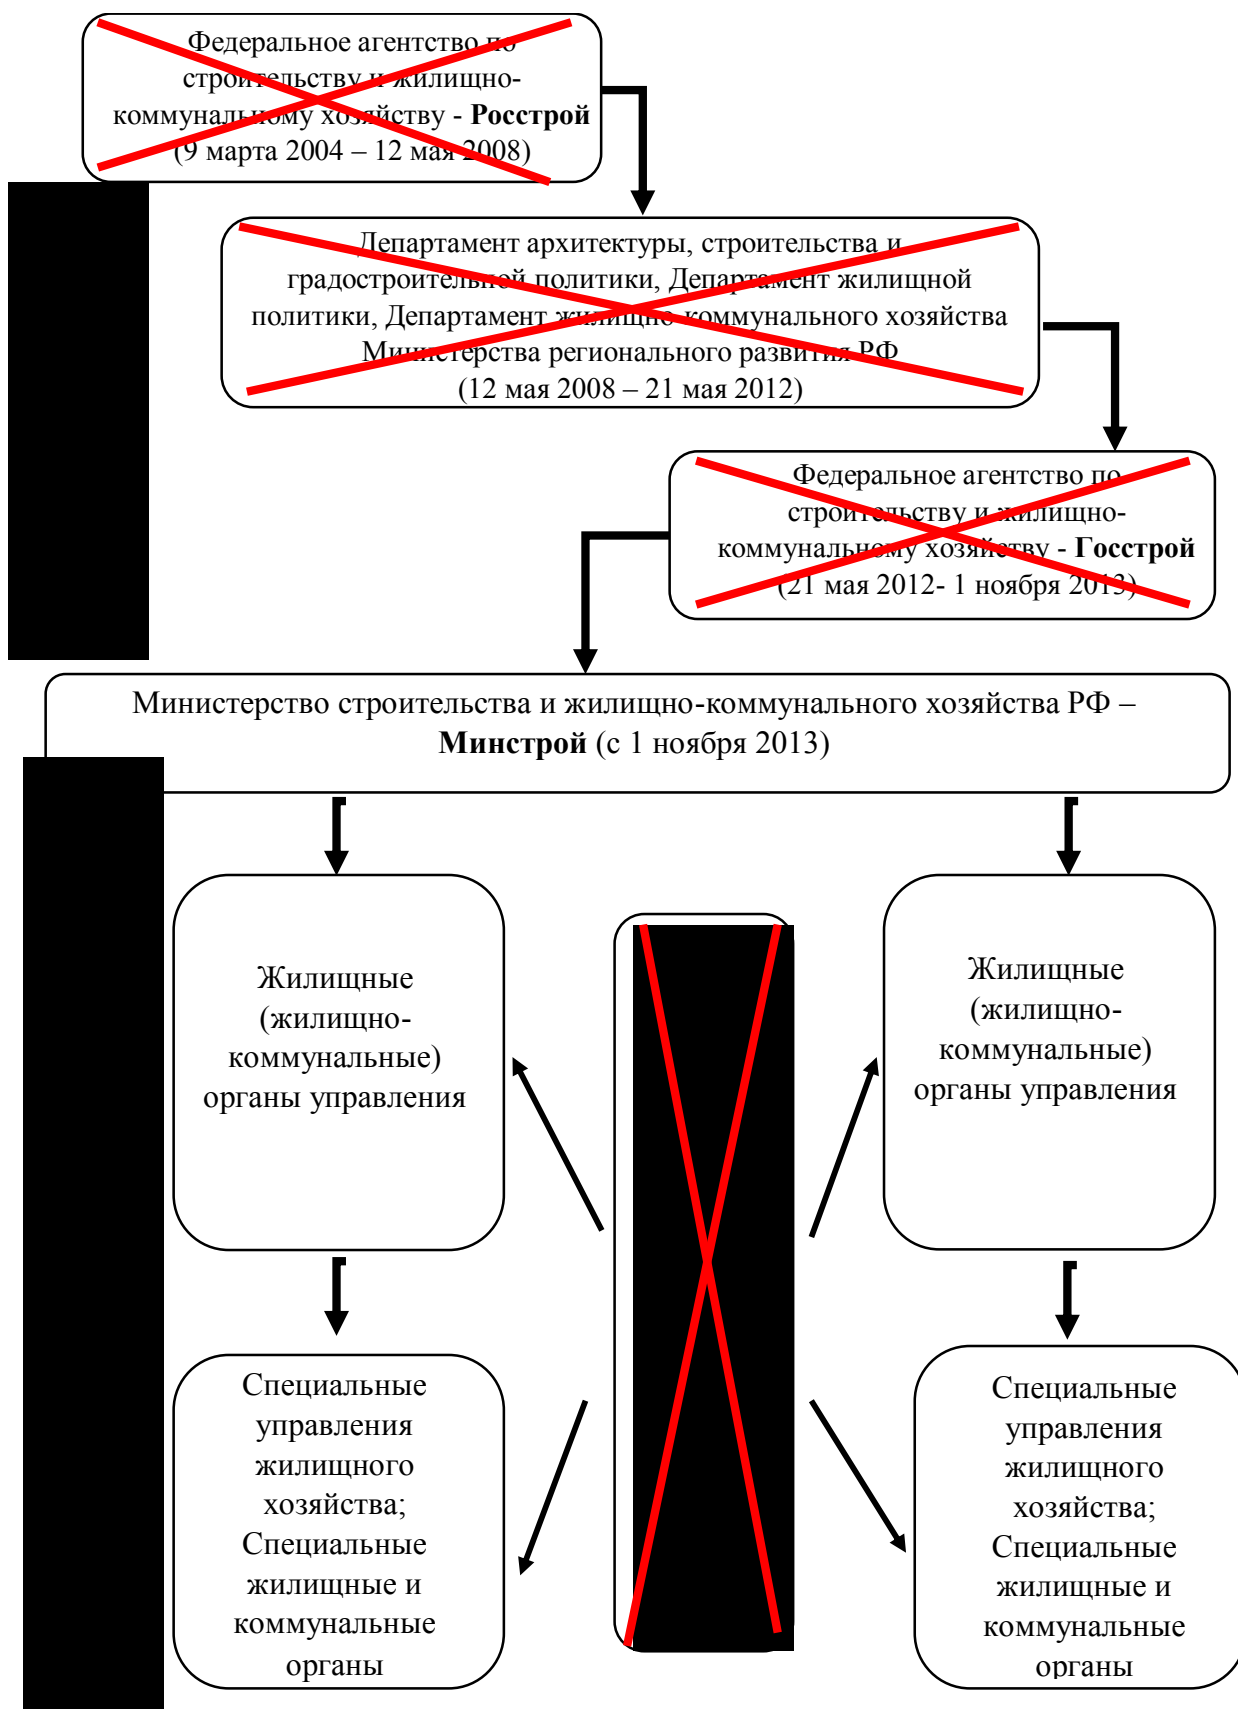 Федеральное агентство по
строительству и жилищно-
коммунальному хозяйству - Росстрой
(9 марта 2004 – 12 мая 2008)
Департамент архитектуры, строительства и
градостроительной политики, Департамент жилищной
политики, Департамент жилищно-коммунального хозяйства
Министерства регионального развития РФ
(12 мая 2008 – 21 мая 2012)
Федеральное агентство по
строительству и жилищно-
коммунальному хозяйству - Госстрой
(21 мая 2012- 1 ноября 2013)
Министерство строительства и жилищно-коммунального хозяйства РФ –
Минстрой (с 1 ноября 2013)
Жилищные
(жилищно-
коммунальные)
органы управления
Жилищные
(жилищно-
коммунальные)
органы управления
Специальные
управления
жилищного
хозяйства;
Специальные
жилищные и
коммунальные
органы
Специальные
управления
жилищного
хозяйства;
Специальные
жилищные и
коммунальные
органы